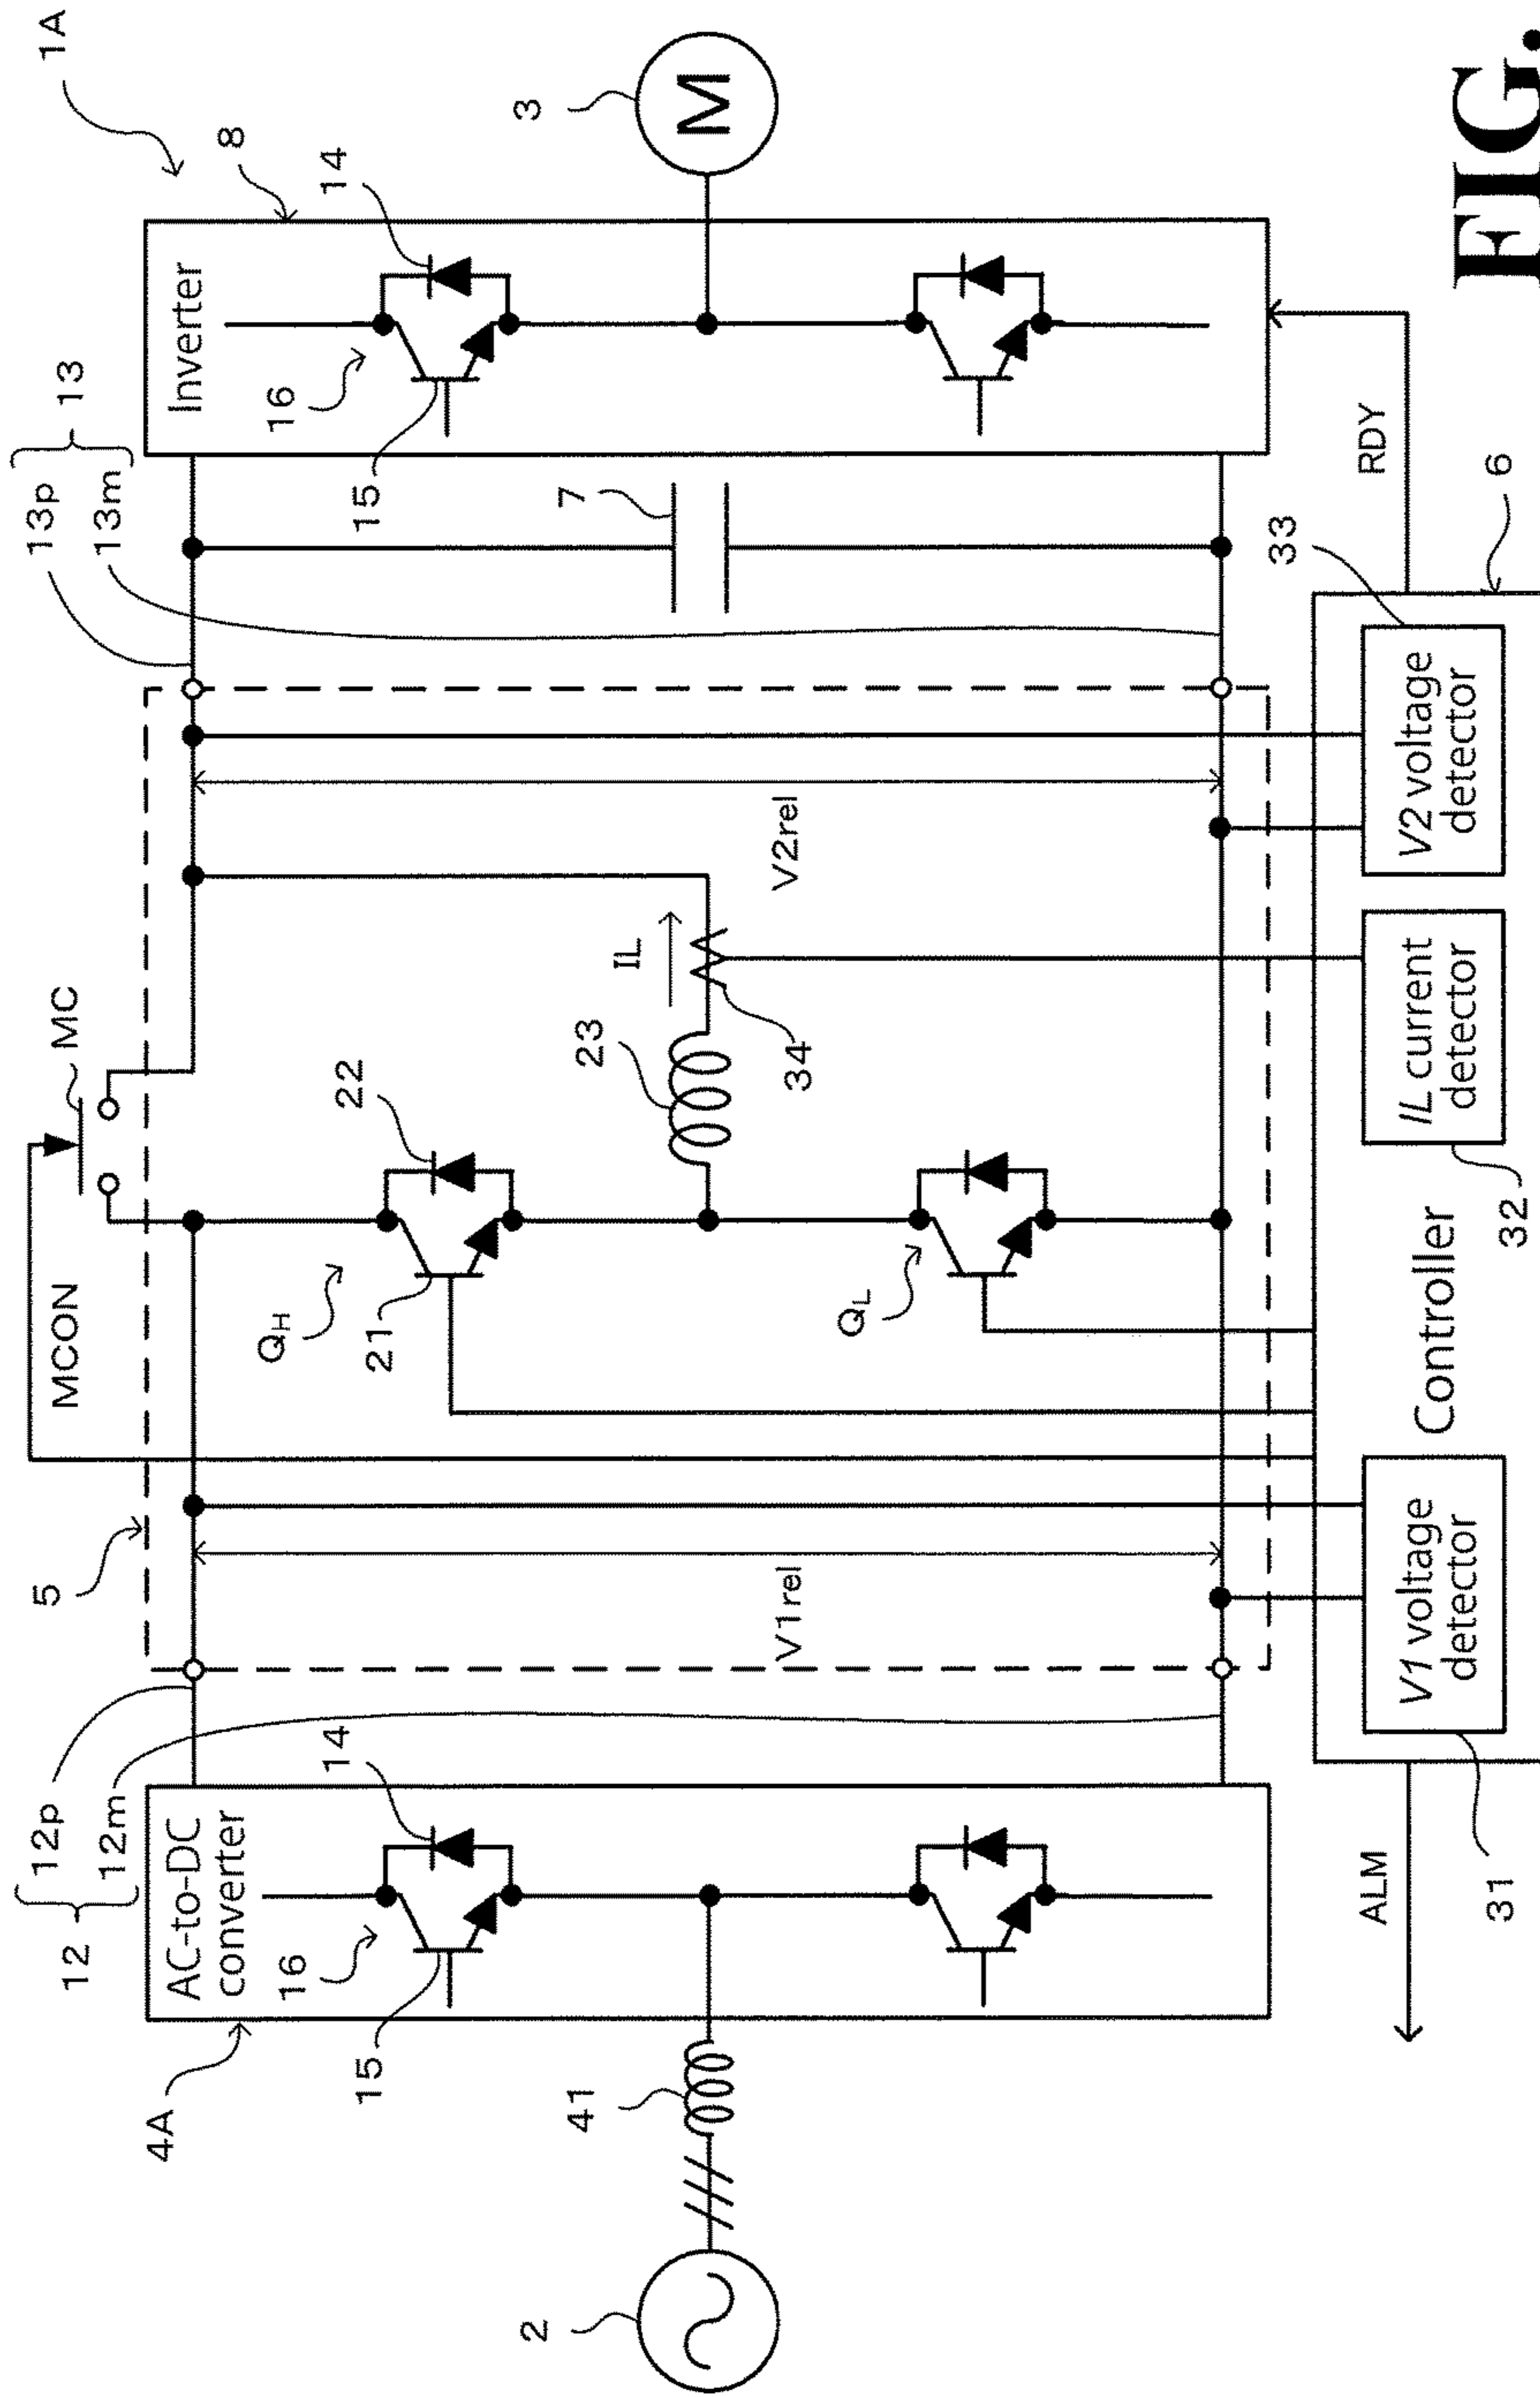 1A
13
13p
13m
12
12p
12m
MC
MCON
5
8
Inverter
14
16
15
3
M
7
4A
AC-to-DC
converter
14
16
15
41
2
QH
22
21
QL
23
IL
34
V1rel
V2rel
RDY
6
33
V2 voltage
detector
IL current
detector
32
Controller
V1 voltage
detector
31
ALM
FIG.